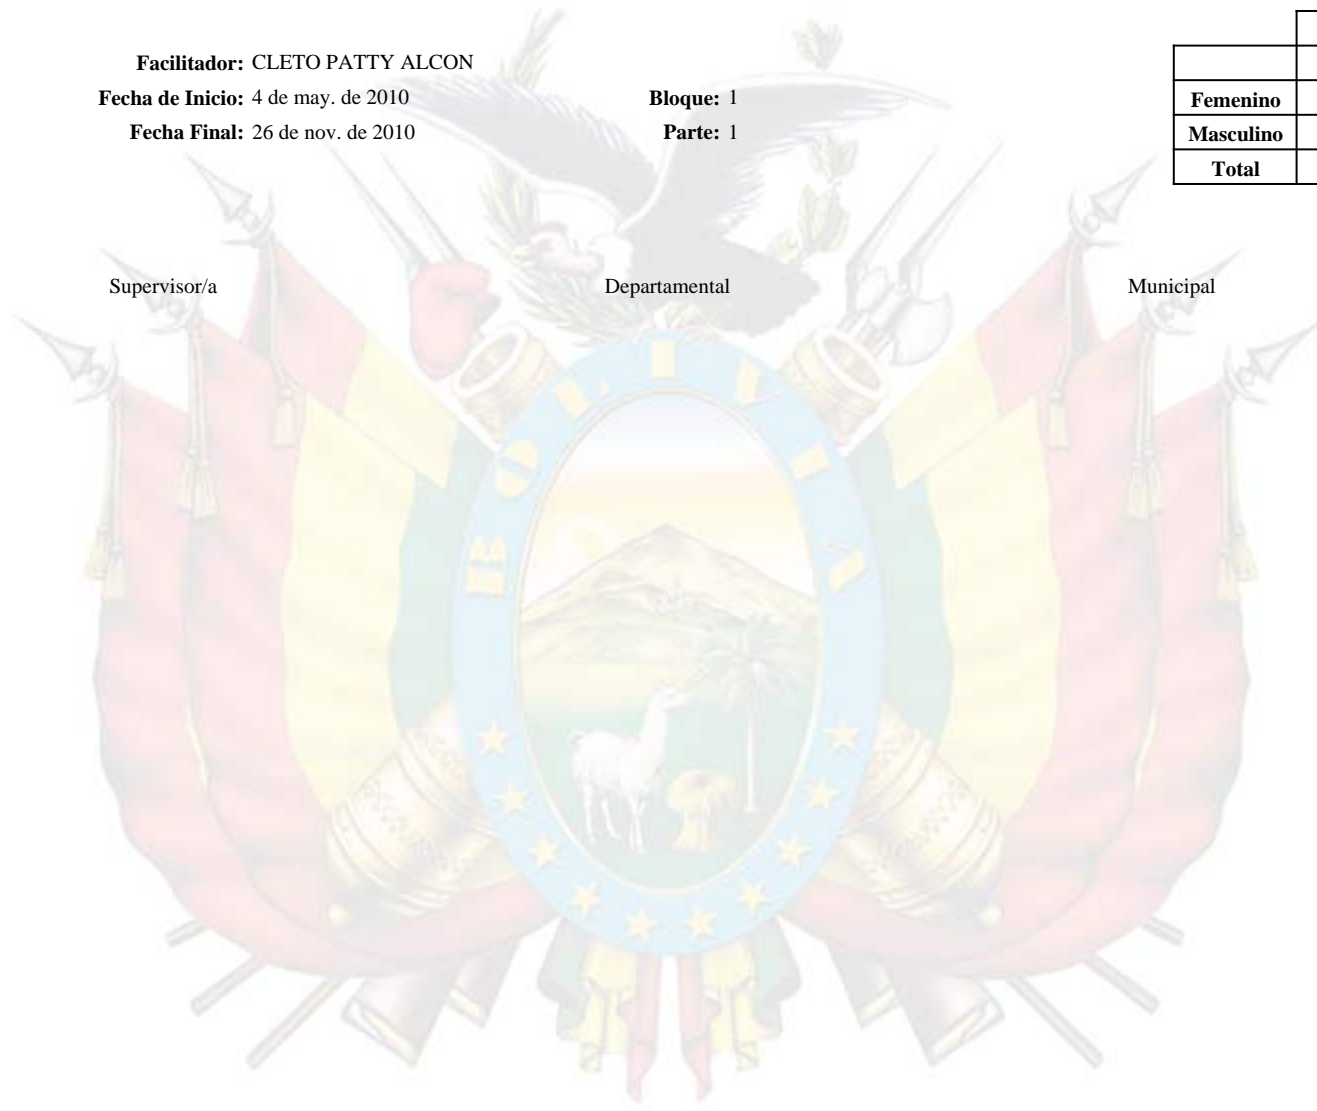 Facilitador: CLETO PATTY ALCON
Fecha de Inicio: 4 de may. de 2010 Bloque: 1
Fecha Final: 26 de nov. de 2010 Parte: 1
Femenino
Masculino
Total
Supervisor/a Departamental Municipal
BOLIVIA